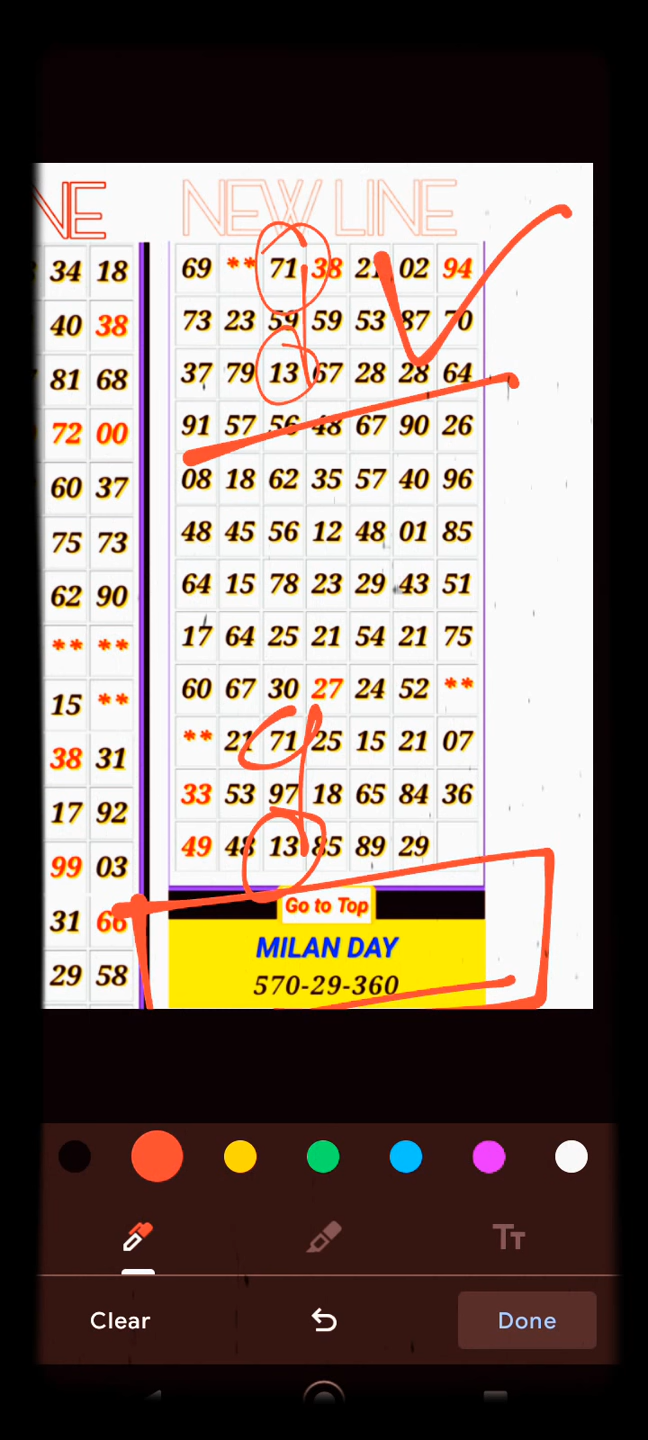 NE NEW LINE
34 18 69 ** 71 38 21 02 94
40 38 73 23 59 59 53 87 70
81 68 37 79 13 67 28 28 64
72 00 91 57 56 48 67 90 26
60 37 08 18 62 35 57 40 96
75 73 48 45 56 12 48 01 85
62 90 64 15 78 23 29 43 51
** ** 17 64 25 21 54 21 75
15 ** 60 67 30 27 24 52 **
38 31 ** 21 71 25 15 21 07
17 92 33 53 97 18 65 84 36
99 03 49 48 13 85 89 29
31 66
29 58
Go to Top
MILAN DAY
570-29-360
Tт
Clear Done